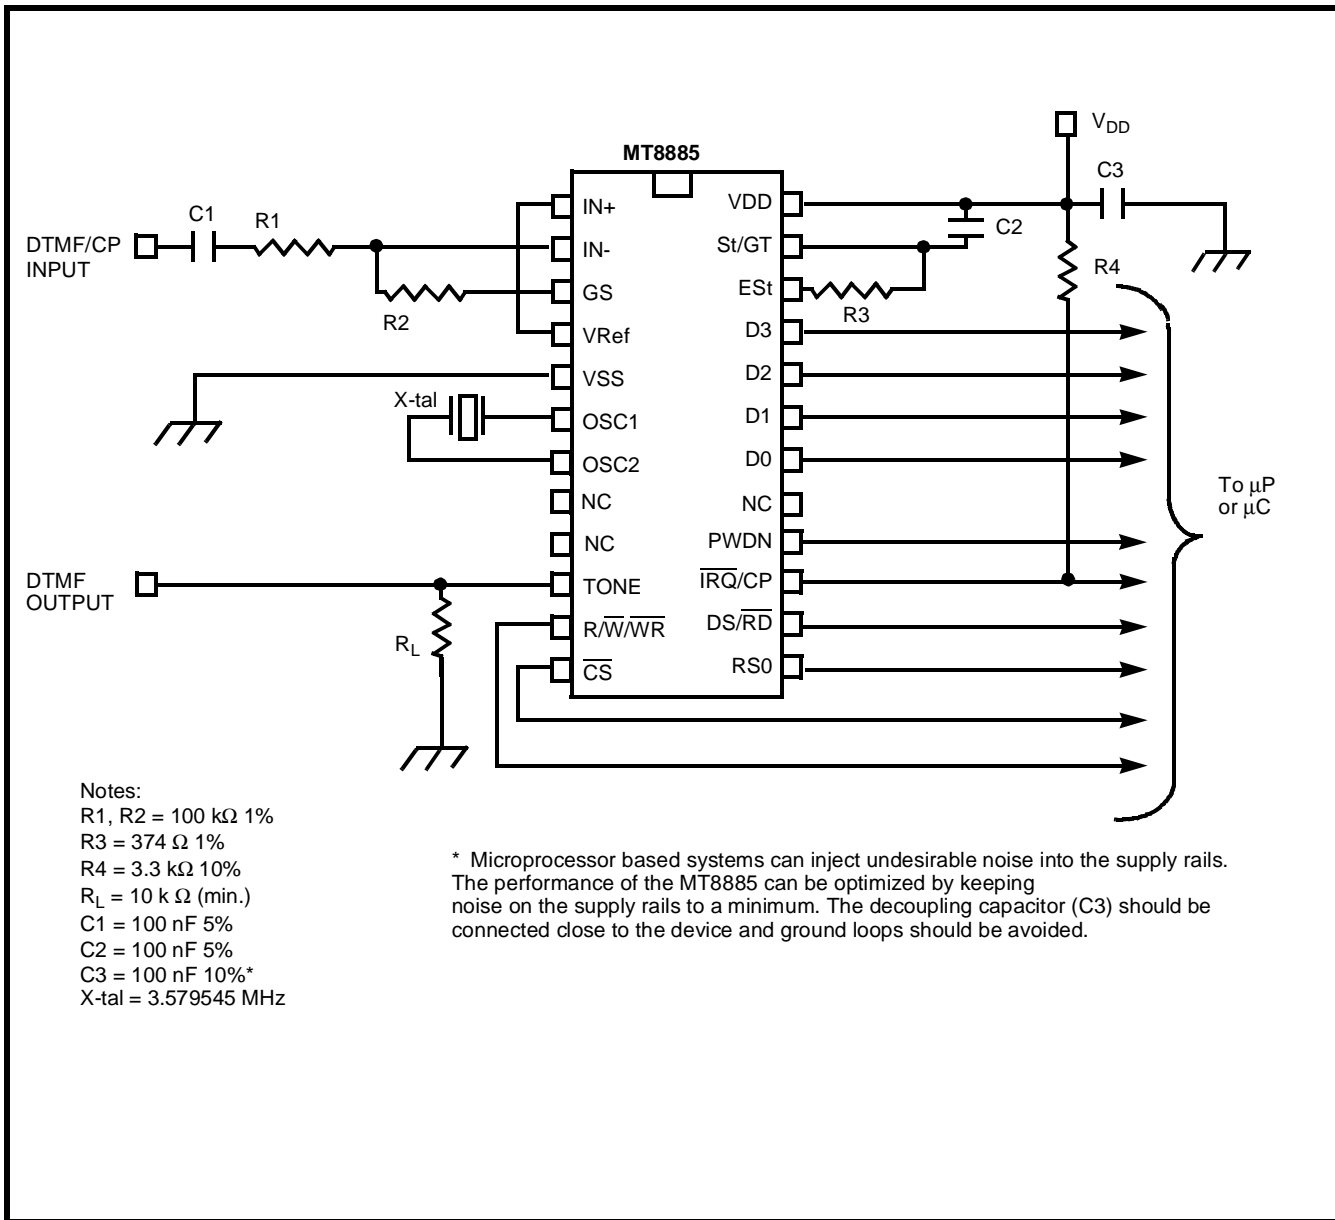 MT8885
V_DD
C3
C1
R1
DTMF/CP
INPUT
R2
IN+
IN-
GS
VRef
VSS
OSC1
OSC2
NC
NC
TONE
R/W̅/W̅R̅
C̅S̅
X-tal
DTMF
OUTPUT
R_L
VDD
St/GT
ESt
D3
D2
D1
D0
NC
PWDN
I̅R̅Q̅/CP
DS/R̅D̅
RS0
C2
R3
R4
To µP
or µC
Notes:
R1, R2 = 100 kΩ 1%
R3 = 374 Ω 1%
R4 = 3.3 kΩ 10%
R_L = 10 k Ω (min.)
C1 = 100 nF 5%
C2 = 100 nF 5%
C3 = 100 nF 10%*
X-tal = 3.579545 MHz
* Microprocessor based systems can inject undesirable noise into the supply rails.
The performance of the MT8885 can be optimized by keeping
noise on the supply rails to a minimum. The decoupling capacitor (C3) should be
connected close to the device and ground loops should be avoided.